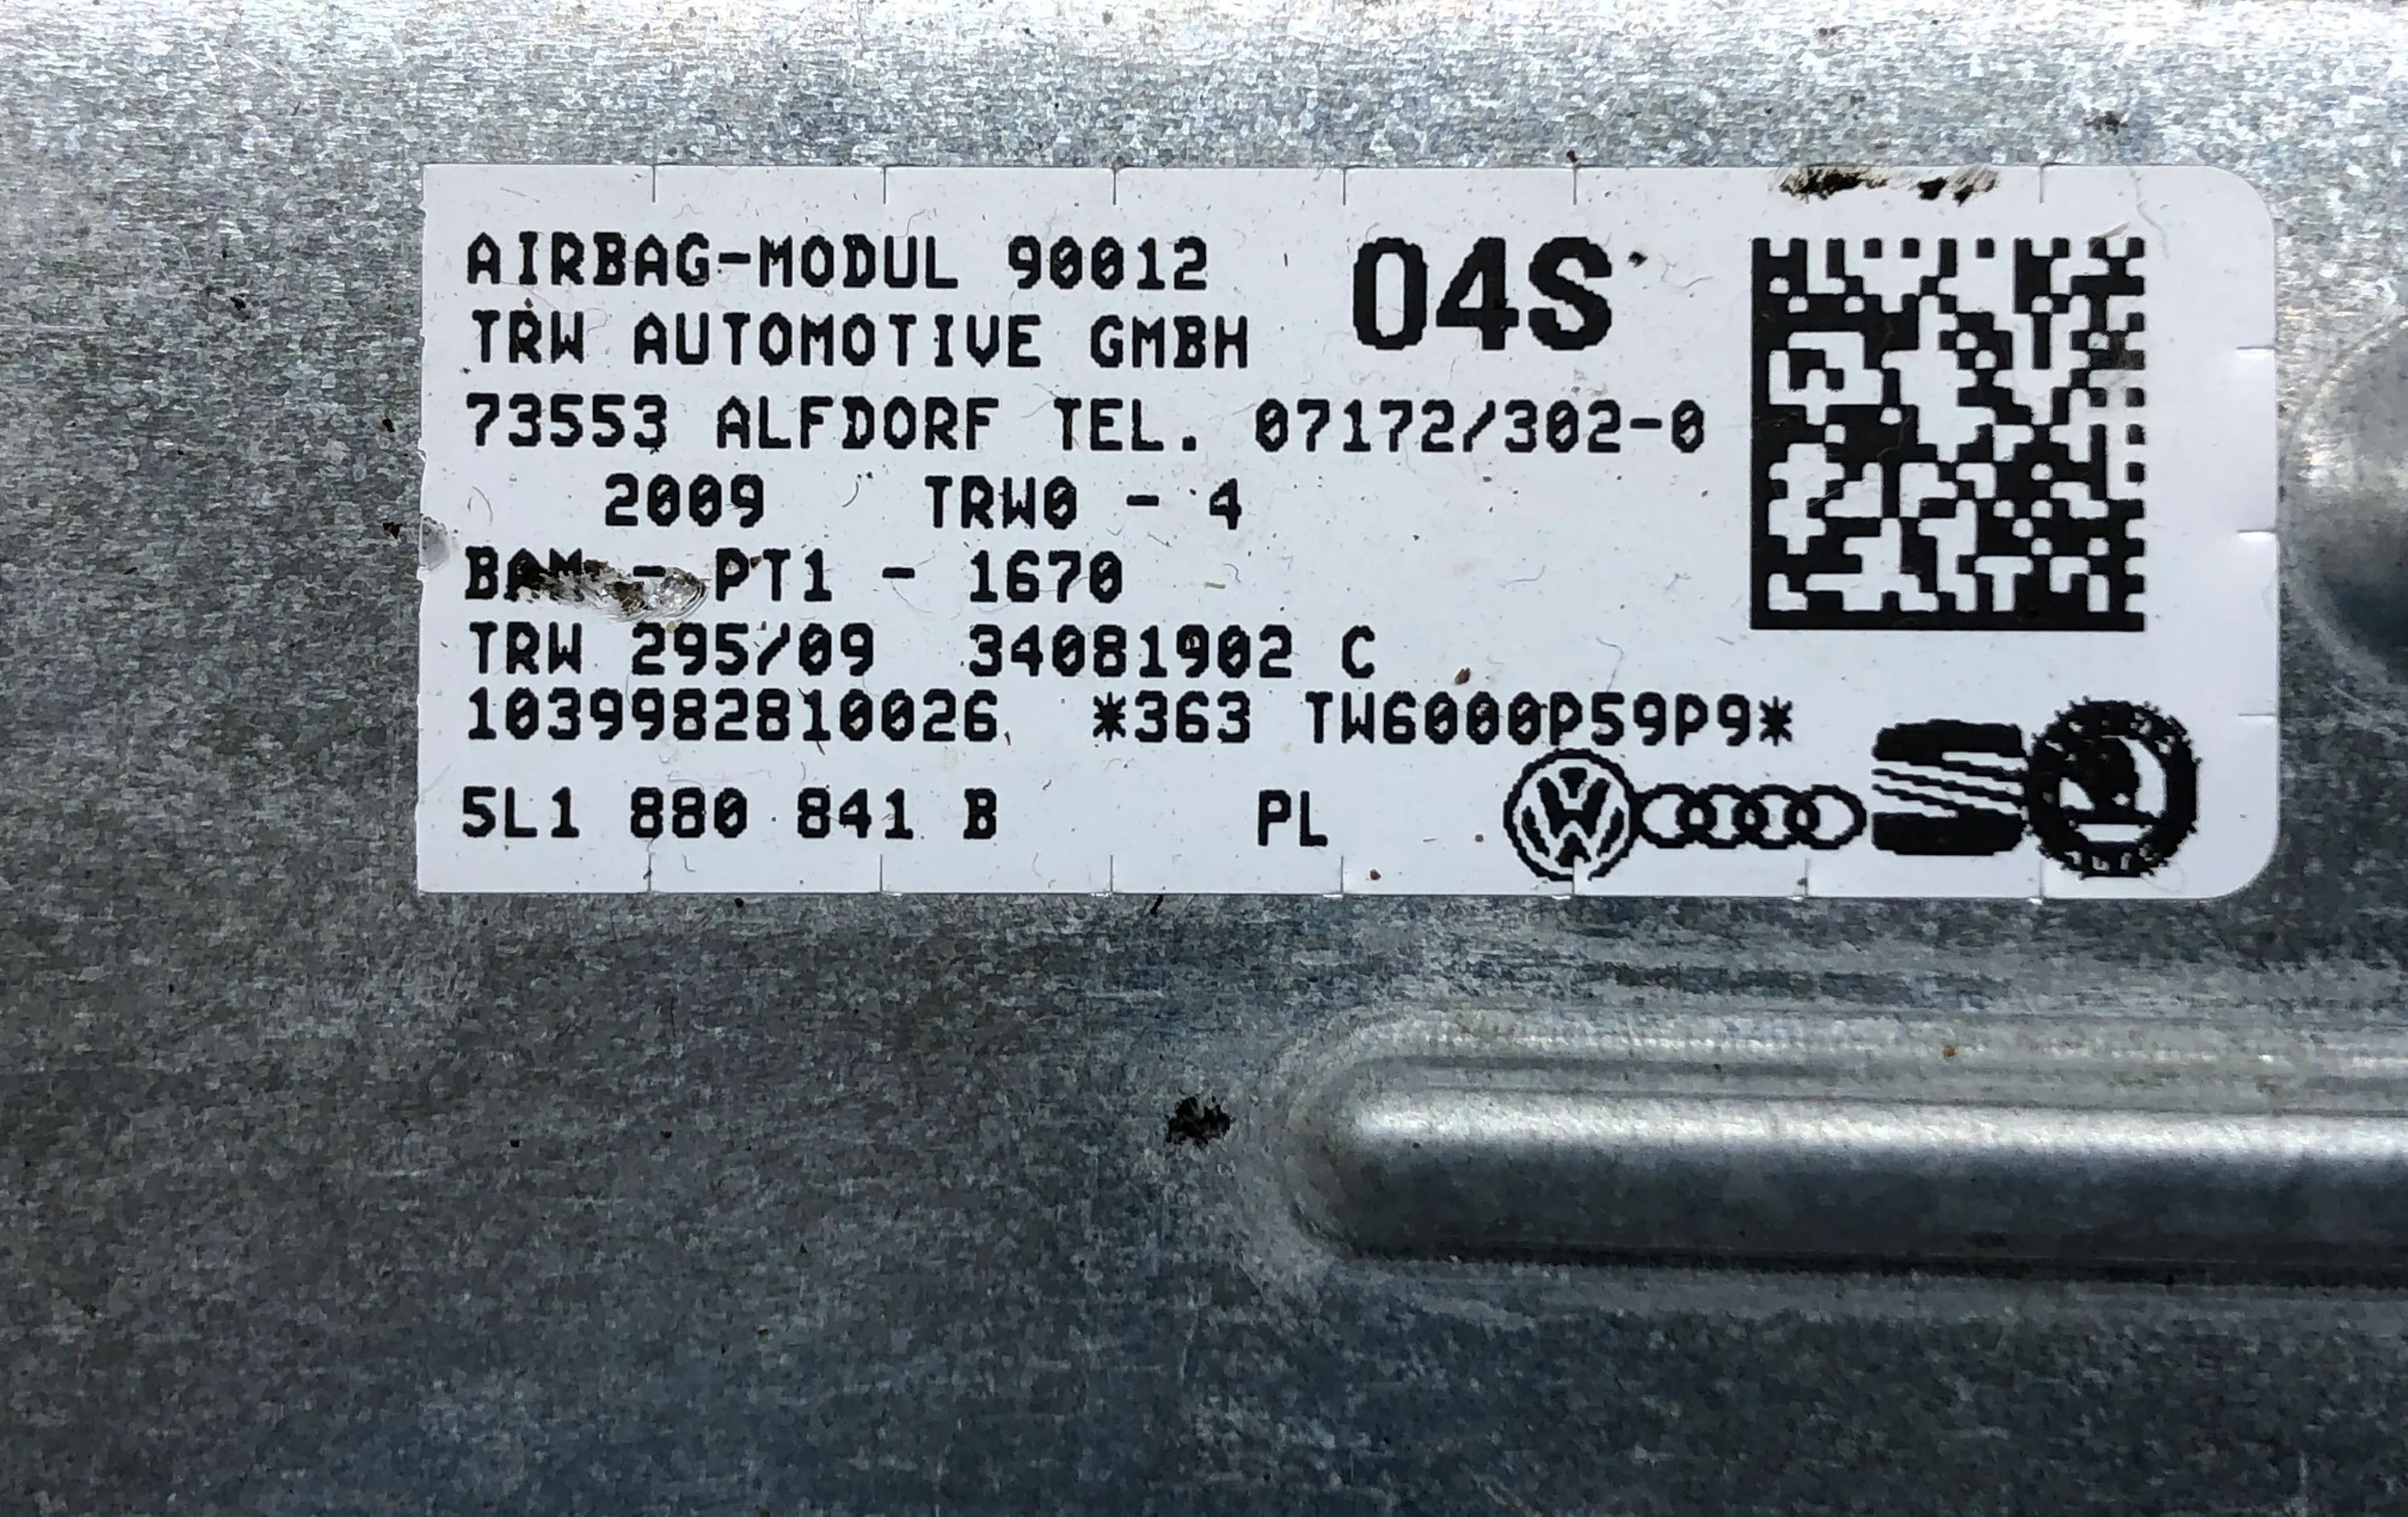 AIRBAG-MODUL 90012 04S
TRW AUTOMOTIVE GMBH
73553 ALFDORF TEL. 07172/302-0
2009 TRW0 - 4
BAM - PT1 - 1670
TRW 295/09 34081902 C
1039982810026 *363 TW6000P59P9*
5L1 880 841 B PL